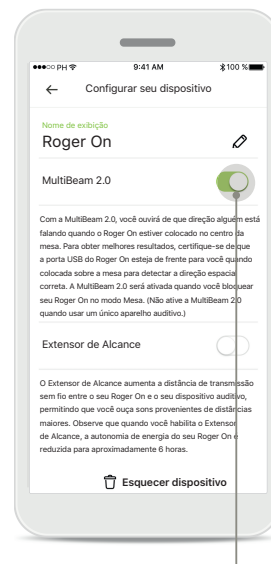 PH
9:41 AM
100 %
Configurar seu dispositivo
Nome de exibição
Roger On
MultiBeam 2.0
Com a MultiBeam 2.0, você ouvirá de que direção alguém está
falando quando o Roger On estiver colocado no centro da
mesa. Para obter melhores resultados, certifique-se de que
a porta USB do Roger On esteja de frente para você quando
colocada sobre a mesa para detectar a direção espacial
correta. A MultiBeam 2.0 será ativada quando você bloquear
seu Roger On no modo Mesa. (Não ative a MultiBeam 2.0
quando usar um único aparelho auditivo.)
Extensor de Alcance
O Extensor de Alcance aumenta a distância de transmissão
sem fio entre o seu Roger On e o seu dispositivo auditivo,
permitindo que você ouça sons provenientes de distâncias
maiores. Observe que quando você habilita o Extensor
de Alcance, a autonomia de energia do seu Roger On é
reduzida para aproximadamente 6 horas.
Esquecer dispositivo